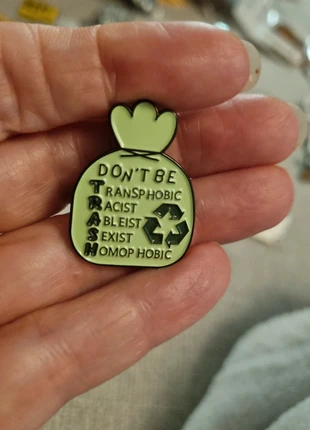 DON'T BE
TRANSPHOBIC
RACIST
ABLEIST
SEXIST
HOMOPHOBIC